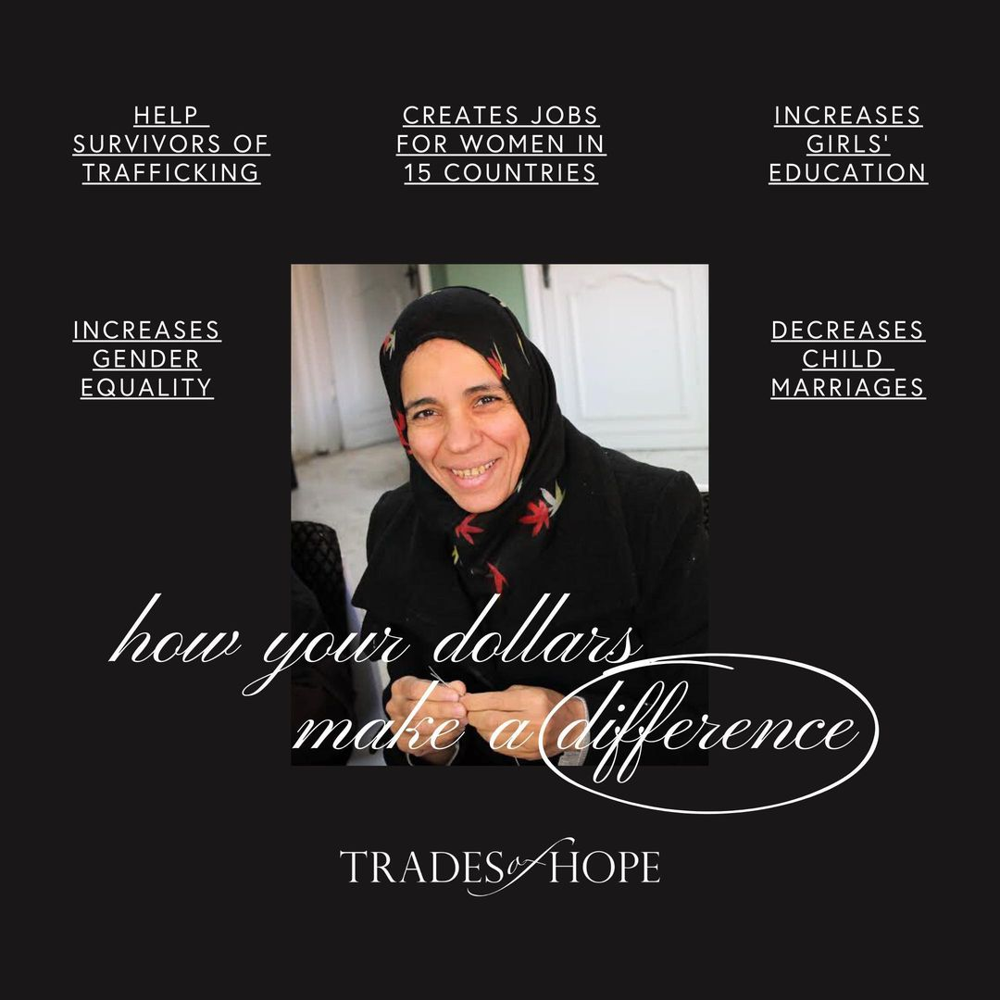 HELP
SURVIVORS OF
TRAFFICKING
CREATES JOBS
FOR WOMEN IN
15 COUNTRIES
INCREASES
GIRLS'
EDUCATION
INCREASES
GENDER
EQUALITY
DECREASES
CHILD
MARRIAGES
how your dollars
make a difference
TRADES of HOPE